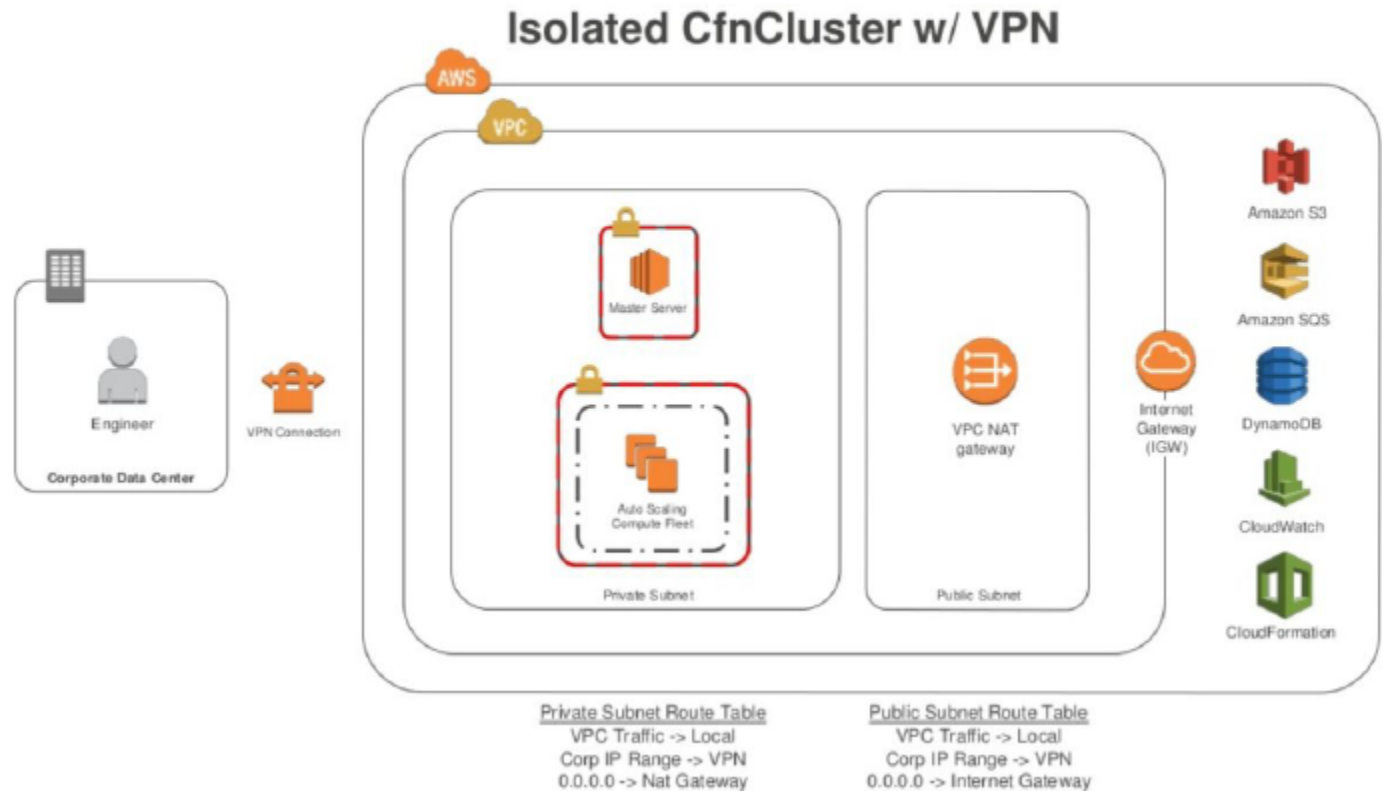 Isolated CfnCluster w/ VPN
AWS
VPC
Engineer
Corporate Data Center
VPN Connection
Master Server
Auto Scaling
Compute Fleet
Private Subnet
VPC NAT
gateway
Public Subnet
Internet
Gateway
(IGW)
Amazon S3
Amazon SQS
DynamoDB
CloudWatch
CloudFormation
Private Subnet Route Table
VPC Traffic -> Local
Corp IP Range -> VPN
0.0.0.0 -> Nat Gateway
Public Subnet Route Table
VPC Traffic -> Local
Corp IP Range -> VPN
0.0.0.0 -> Internet Gateway